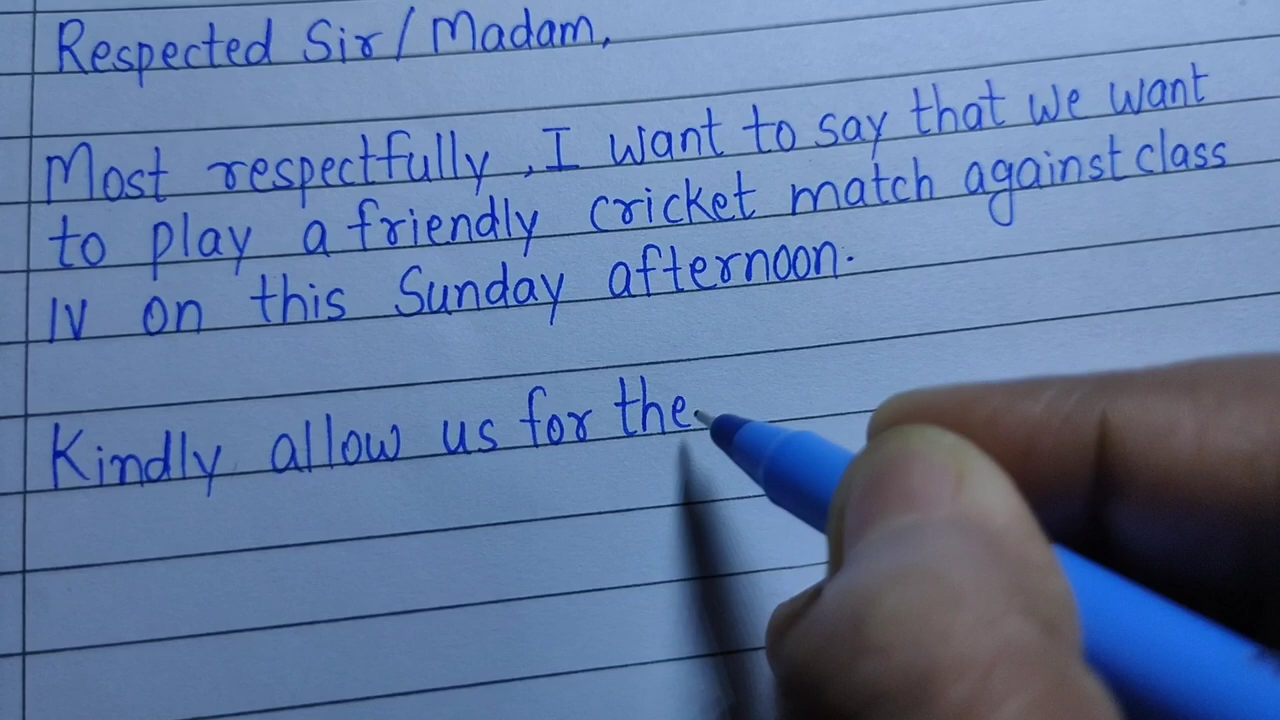 Respected Sir/Madam,
Most respectfully, I want to say that we want
to play a friendly cricket match against class
IV on this Sunday afternoon.
Kindly allow us for the